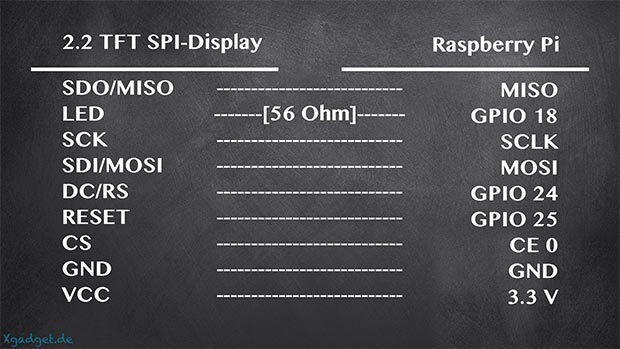 2.2 TFT SPI-Display Raspberry Pi
SDO/MISO --------------------------- MISO
LED -------[56 Ohm]------- GPIO 18
SCK --------------------------- SCLK
SDI/MOSI --------------------------- MOSI
DC/RS --------------------------- GPIO 24
RESET --------------------------- GPIO 25
CS --------------------------- CE 0
GND --------------------------- GND
VCC --------------------------- 3.3 V
Xgadget.de